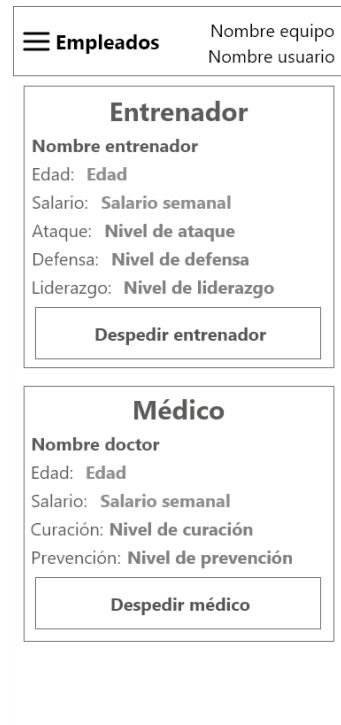 Empleados
Nombre equipo
Nombre usuario
Entrenador
Nombre entrenador
Edad: Edad
Salario: Salario semanal
Ataque: Nivel de ataque
Defensa: Nivel de defensa
Liderazgo: Nivel de liderazgo
Despedir entrenador
Médico
Nombre doctor
Edad: Edad
Salario: Salario semanal
Curación: Nivel de curación
Prevención: Nivel de prevención
Despedir médico